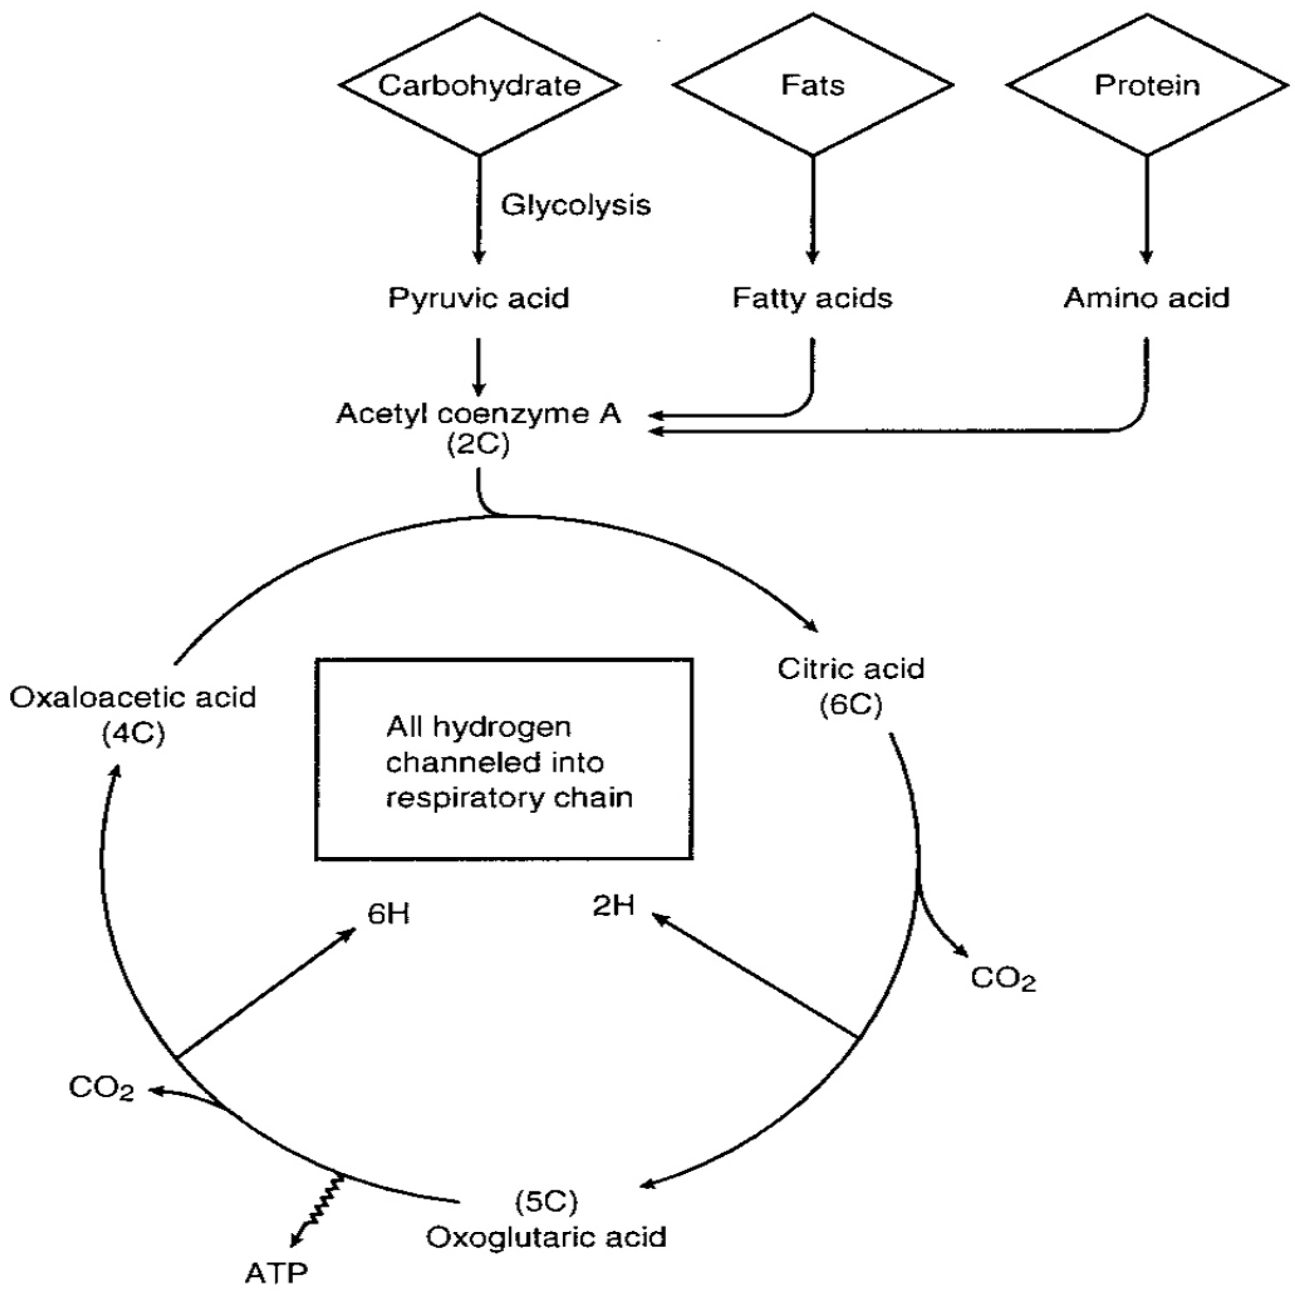 Carbohydrate
Fats
Protein
Glycolysis
Pyruvic acid
Fatty acids
Amino acid
Acetyl coenzyme A
(2C)
Oxaloacetic acid
(4C)
Citric acid
(6C)
All hydrogen
channeled into
respiratory chain
6H
2H
CO₂
CO₂
(5C)
Oxoglutaric acid
ATP